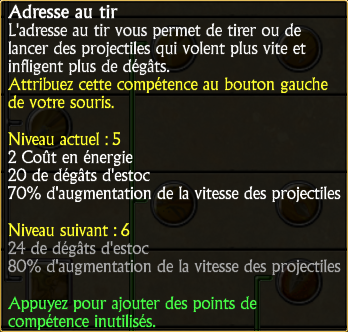 Adresse au tir
L'adresse au tir vous permet de tirer ou de
lancer des projectiles qui volent plus vite et
infligent plus de dégâts.
Attribuez cette compétence au bouton gauche
de votre souris.
Niveau actuel : 5
2 Coût en énergie
20 de dégâts d'estoc
70% d'augmentation de la vitesse des projectiles
Niveau suivant : 6
24 de dégâts d'estoc
80% d'augmentation de la vitesse des projectiles
Appuyez pour ajouter des points de
compétence inutilisés.